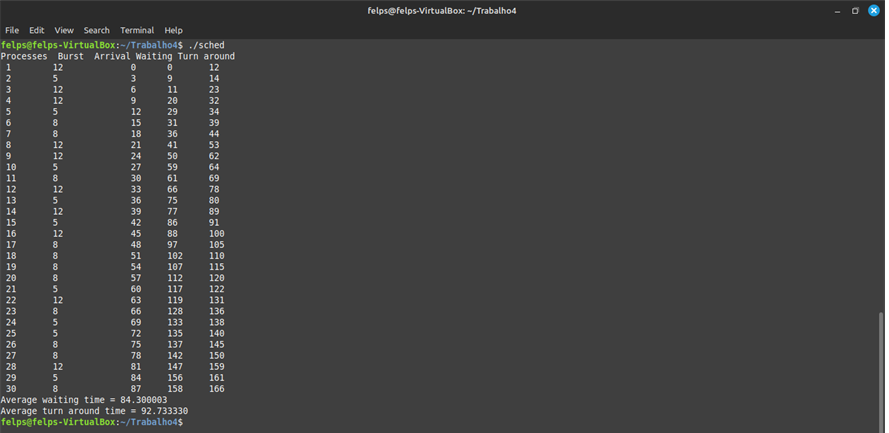 felps@felps-VirtualBox: ~/Trabalho4
File Edit View Search Terminal Help
felps@felps-VirtualBox:~/Trabalho4$ ./sched
Processes Burst Arrival Waiting Turn around
1 12 0 0 12
2 5 3 9 14
3 12 6 11 23
4 12 9 20 32
5 5 12 29 34
6 8 15 31 39
7 8 18 36 44
8 12 21 41 53
9 12 24 50 62
10 5 27 59 64
11 8 30 61 69
12 12 33 66 78
13 5 36 75 80
14 12 39 77 89
15 5 42 86 91
16 12 45 88 100
17 8 48 97 105
18 8 51 102 110
19 8 54 107 115
20 8 57 112 120
21 5 60 117 122
22 12 63 119 131
23 8 66 128 136
24 5 69 133 138
25 5 72 135 140
26 8 75 137 145
27 8 78 142 150
28 12 81 147 159
29 5 84 156 161
30 8 87 158 166
Average waiting time = 84.300003
Average turn around time = 92.733330
felps@felps-VirtualBox:~/Trabalho4$